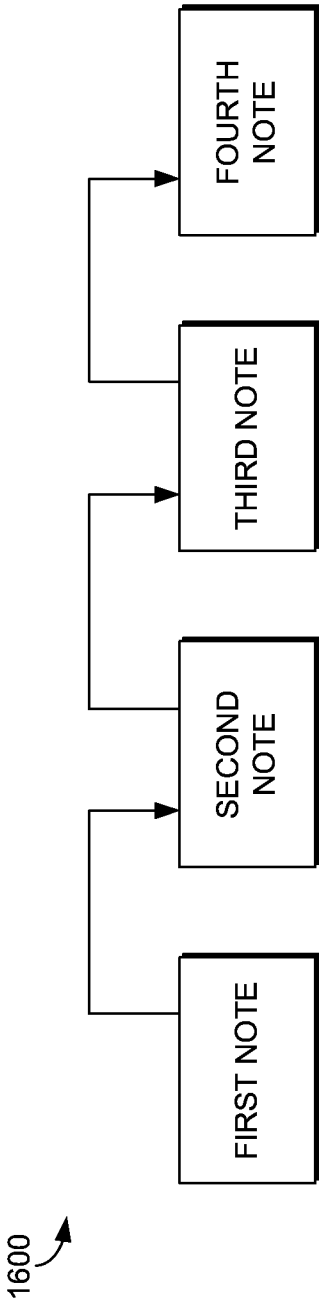 1600
FIRST NOTE
SECOND
NOTE
THIRD NOTE
FOURTH
NOTE